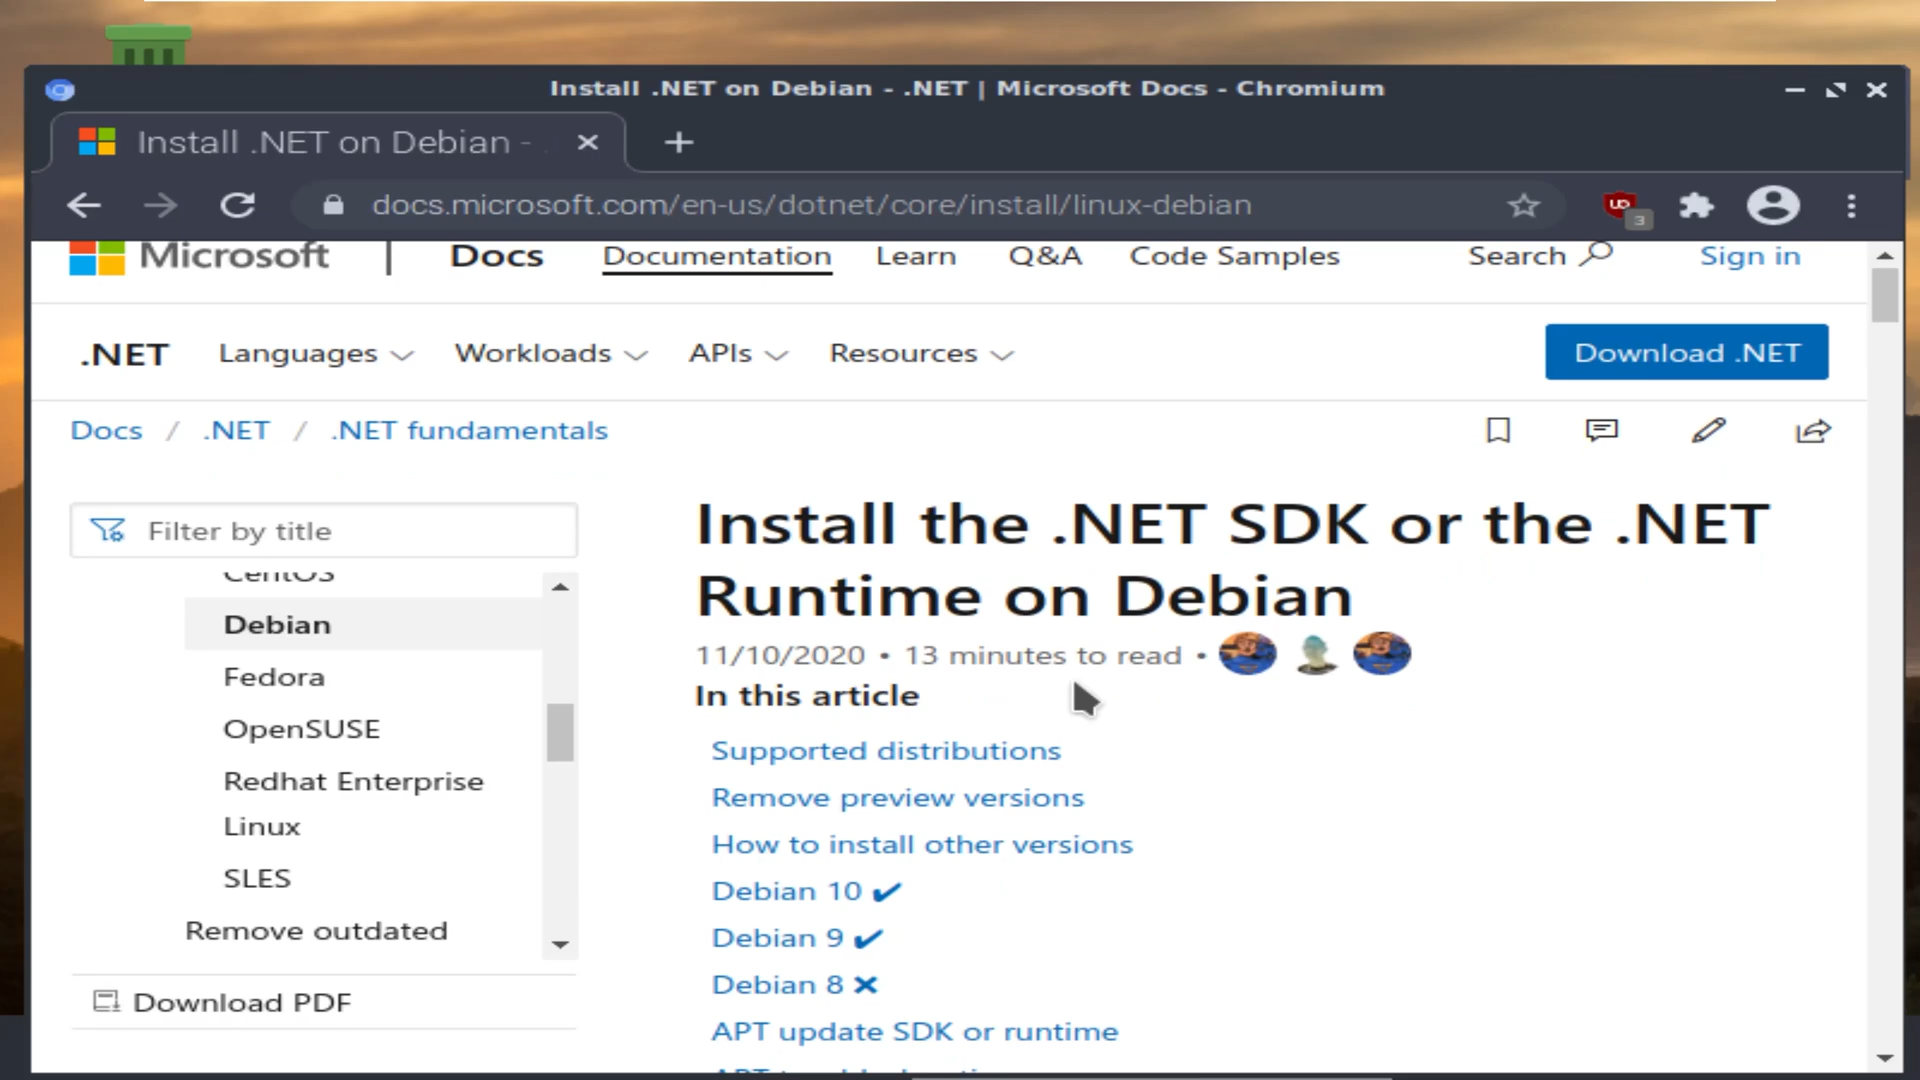 Install .NET on Debian - .NET | Microsoft Docs - Chromium
Install .NET on Debian -
docs.microsoft.com/en-us/dotnet/core/install/linux-debian
UD
3
Microsoft | Docs Documentation Learn Q&A Code Samples Search Sign in
.NET Languages Workloads APIs Resources Download .NET
Docs / .NET / .NET fundamentals
Filter by title
CentOS
Debian
Fedora
OpenSUSE
Redhat Enterprise
Linux
SLES
Remove outdated
Download PDF
Install the .NET SDK or the .NET
Runtime on Debian
11/10/2020 • 13 minutes to read •
In this article
Supported distributions
Remove preview versions
How to install other versions
Debian 10 ✔
Debian 9 ✔
Debian 8 ✖
APT update SDK or runtime